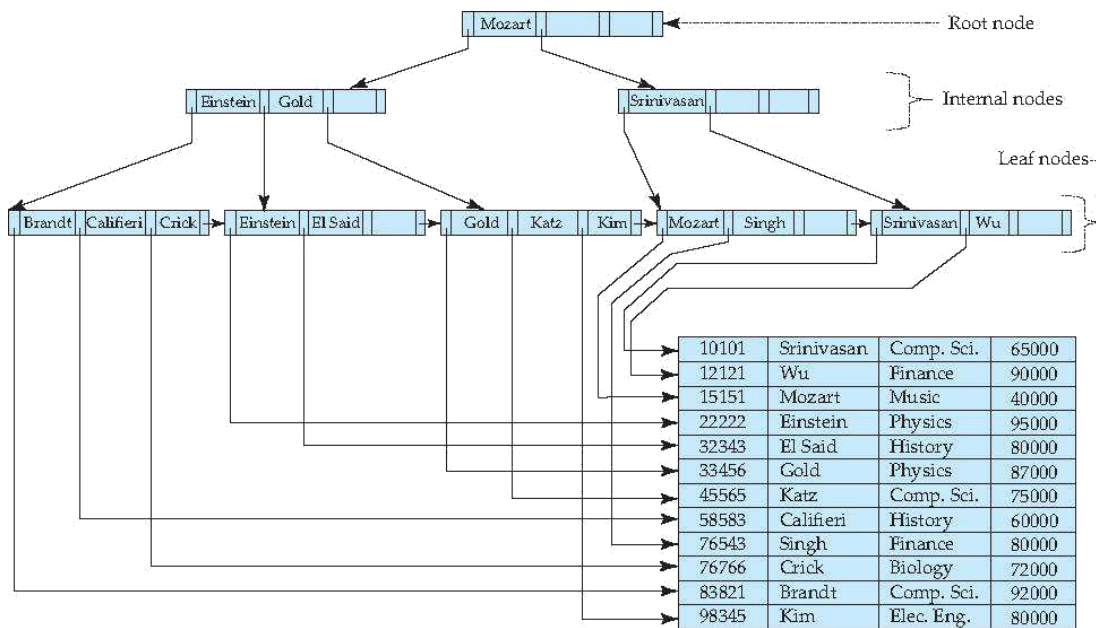 Mozart
Root node
Einstein Gold
Srinivasan
Internal nodes
Leaf nodes
Brandt Califieri Crick
Einstein El Said
Gold Katz Kim
Mozart Singh
Srinivasan Wu
10101 Srinivasan Comp. Sci. 65000
12121 Wu Finance 90000
15151 Mozart Music 40000
22222 Einstein Physics 95000
32343 El Said History 80000
33456 Gold Physics 87000
45565 Katz Comp. Sci. 75000
58583 Califieri History 60000
76543 Singh Finance 80000
76766 Crick Biology 72000
83821 Brandt Comp. Sci. 92000
98345 Kim Elec. Eng. 80000